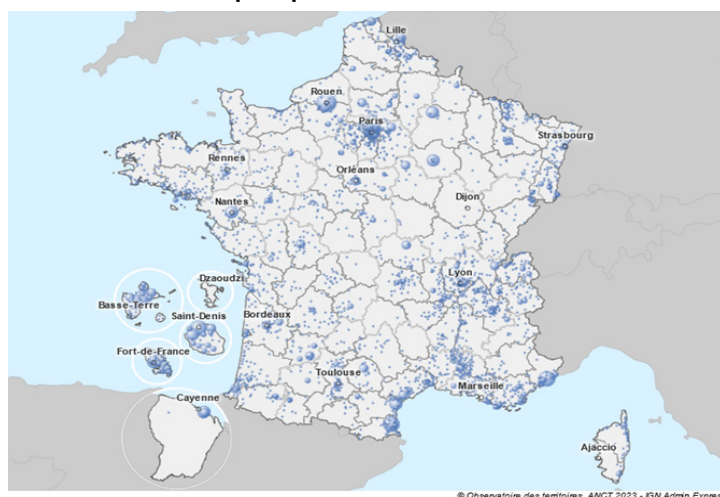 Lille
Rouen
Paris
Strasbourg
Rennes
Orléans
Nantes
Dijon
Dzaoudzi
Lyon
Basse-Terre
Saint-Denis
Bordeaux
Fort-de-France
Toulouse
Marseille
Cayenne
Ajaccio
© Observatoire des territoires, ANCT 2023 - IGN Admin Expres